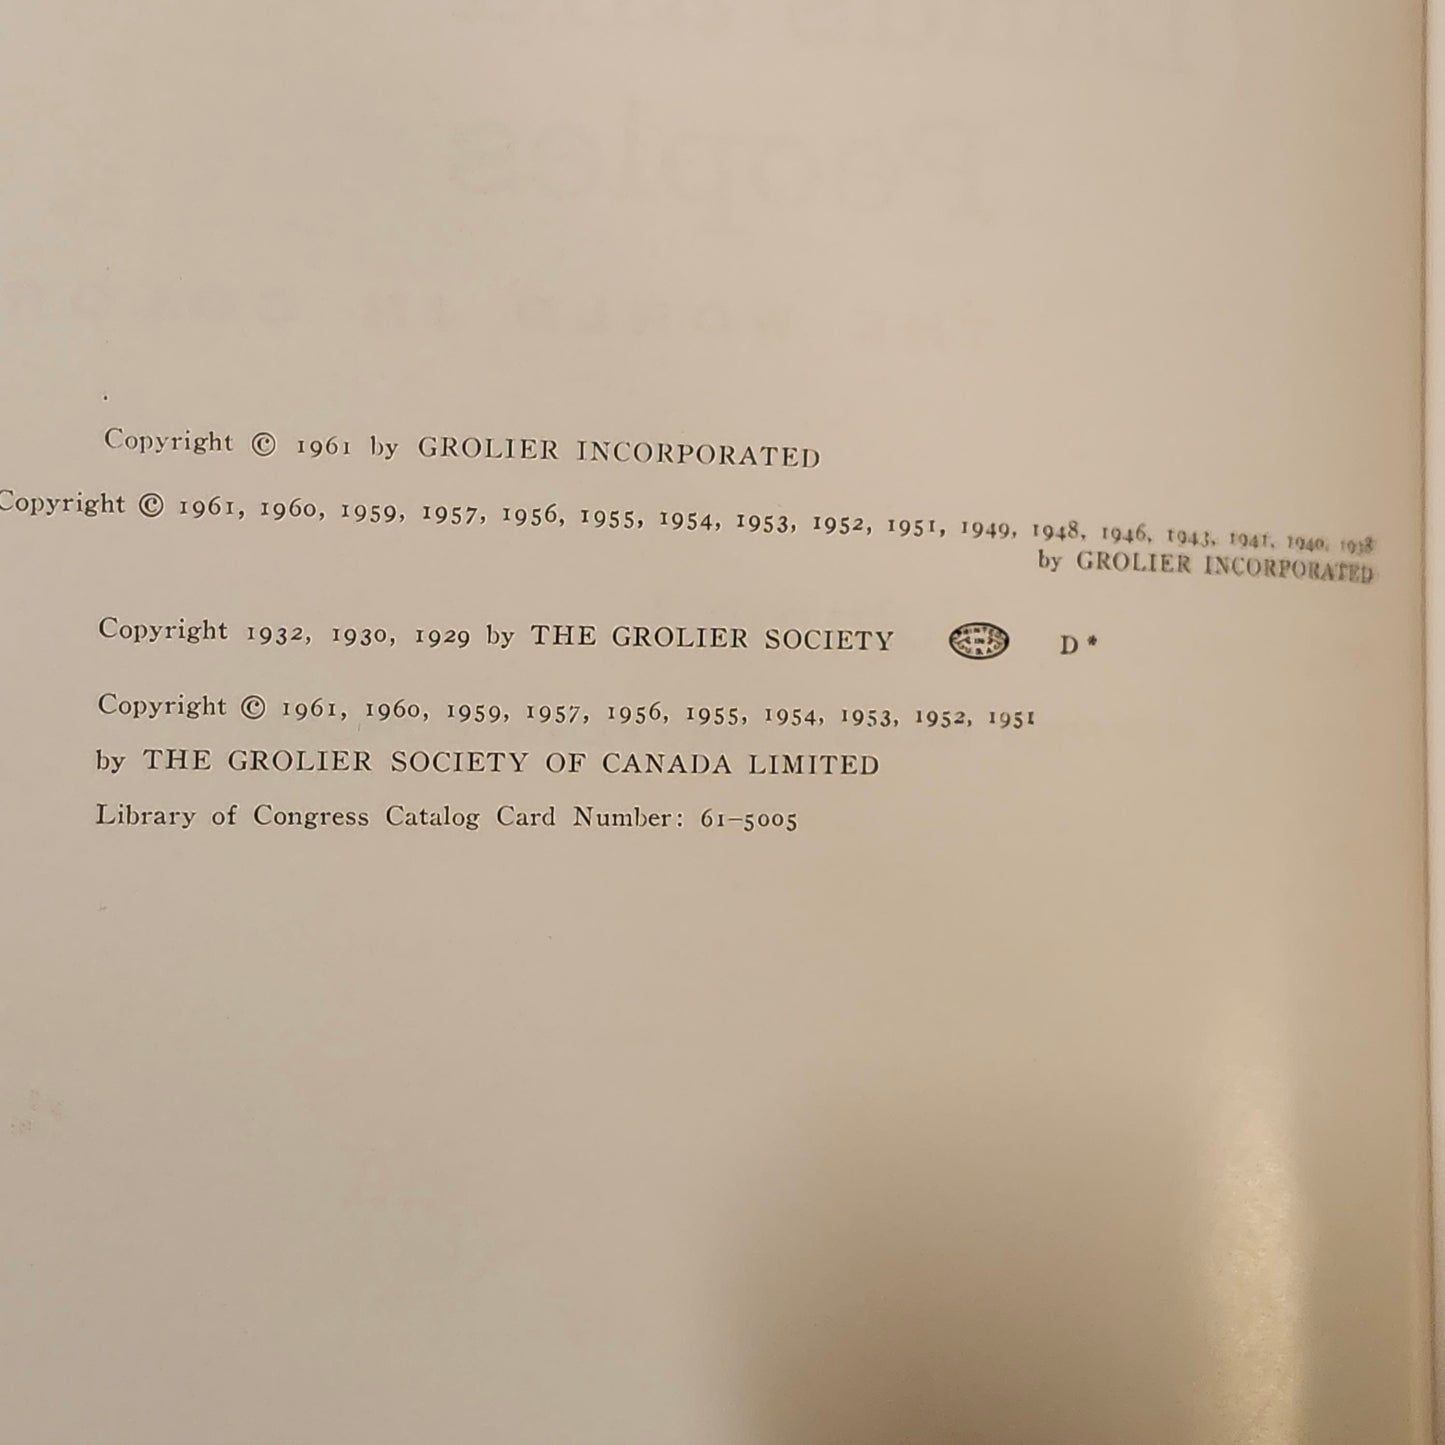 Copyright © 1961 by GROLIER INCORPORATED
Copyright © 1961, 1960, 1959, 1957, 1956, 1955, 1954, 1953, 1952, 1951, 1949, 1948, 1946, 1943, 1941, 1940, 1938
by GROLIER INCORPORATED
Copyright 1932, 1930, 1929 by THE GROLIER SOCIETY PRINTED IN U.S.A. D*
Copyright © 1961, 1960, 1959, 1957, 1956, 1955, 1954, 1953, 1952, 1951
by THE GROLIER SOCIETY OF CANADA LIMITED
Library of Congress Catalog Card Number: 61–5005